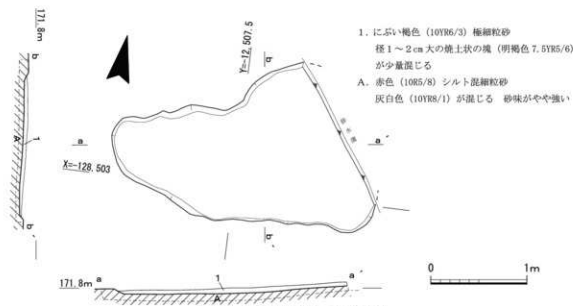 171.8m
b
b'
a
a'
b'
b
X=-128.503
Y=-12,507.5
1
A
1. にぶい褐色 (10YR6/3) 極細粒砂
径1～2cm大の焼土状の塊 (明褐色 7.5YR5/6)
が少量混じる
A. 赤色 (10R5/8) シルト混細粒砂
灰白色 (10YR8/1) が混じる 砂味がやや強い
171.8m
a
1
a'
A
0 1m